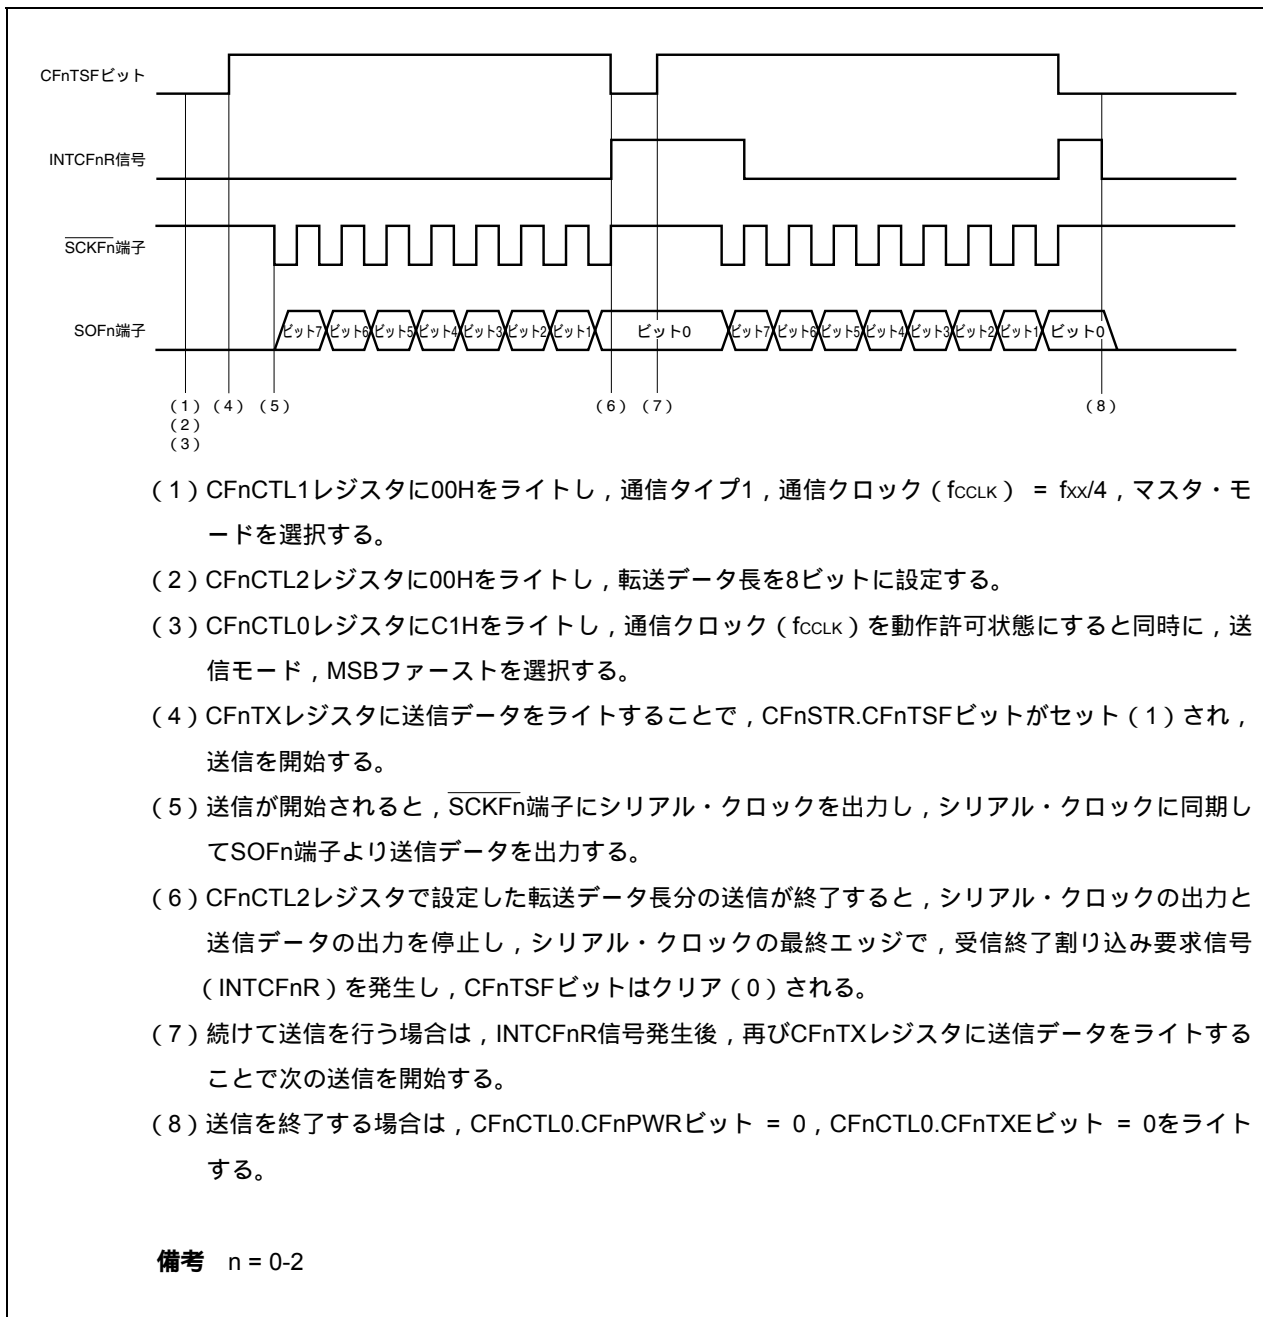 CFnTSFビット
INTCFnR信号
SCKFn端子
SOFn端子
ビット7 ビット6 ビット5 ビット4 ビット3 ビット2 ビット1 ビット0 ビット7 ビット6 ビット5 ビット4 ビット3 ビット2 ビット1 ビット0
(1) (4) (5) (6) (7) (8)
(2)
(3)
(1)CFnCTL1レジスタに00Hをライトし，通信タイプ1，通信クロック（fCCLK） = fXX/4，マスタ・モ
ードを選択する。
(2)CFnCTL2レジスタに00Hをライトし，転送データ長を8ビットに設定する。
(3)CFnCTL0レジスタにC1Hをライトし，通信クロック（fCCLK）を動作許可状態にすると同時に，送
信モード，MSBファーストを選択する。
(4)CFnTXレジスタに送信データをライトすることで，CFnSTR.CFnTSFビットがセット（1）され，
送信を開始する。
(5)送信が開始されると，SCKFn端子にシリアル・クロックを出力し，シリアル・クロックに同期し
てSOFn端子より送信データを出力する。
(6)CFnCTL2レジスタで設定した転送データ長分の送信が終了すると，シリアル・クロックの出力と
送信データの出力を停止し，シリアル・クロックの最終エッジで，受信終了割り込み要求信号
（INTCFnR）を発生し，CFnTSFビットはクリア（0）される。
(7)続けて送信を行う場合は，INTCFnR信号発生後，再びCFnTXレジスタに送信データをライトする
ことで次の送信を開始する。
(8)送信を終了する場合は，CFnCTL0.CFnPWRビット = 0，CFnCTL0.CFnTXEビット = 0をライト
する。
備考 n = 0-2